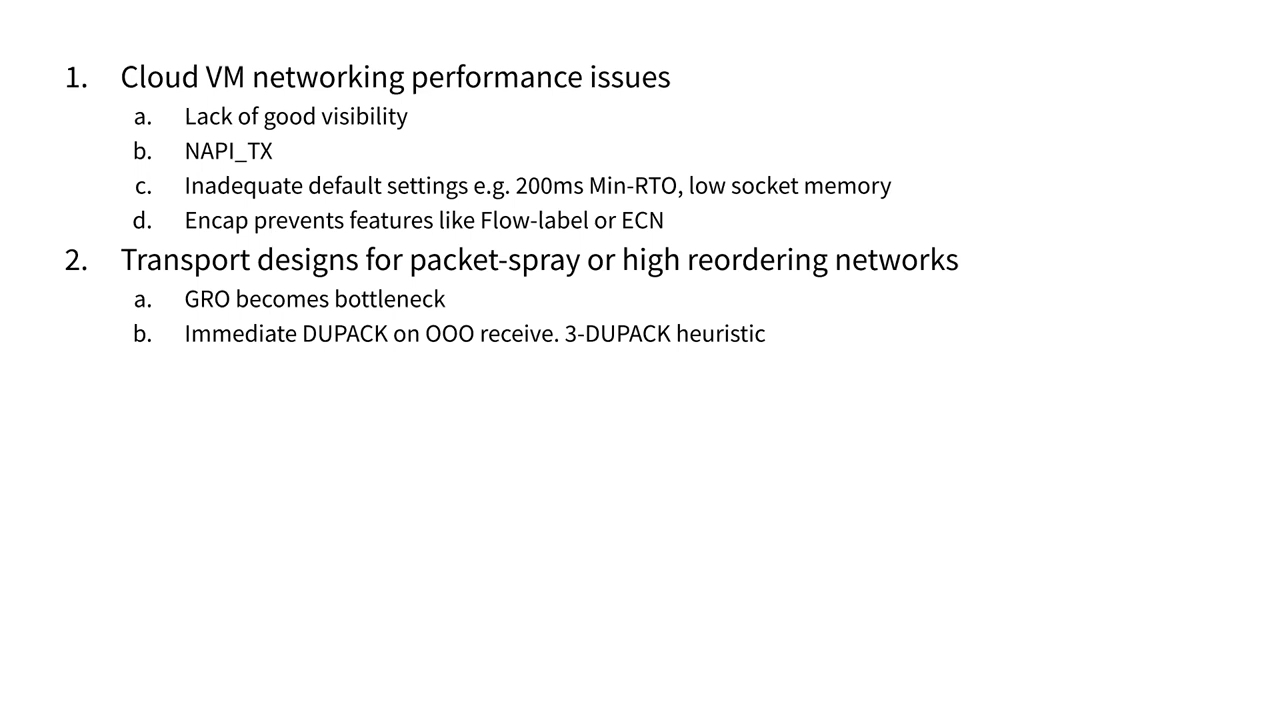 1. Cloud VM networking performance issues
a. Lack of good visibility
b. NAPI_TX
c. Inadequate default settings e.g. 200ms Min-RTO, low socket memory
d. Encap prevents features like Flow-label or ECN
2. Transport designs for packet-spray or high reordering networks
a. GRO becomes bottleneck
b. Immediate DUPACK on OOO receive. 3-DUPACK heuristic